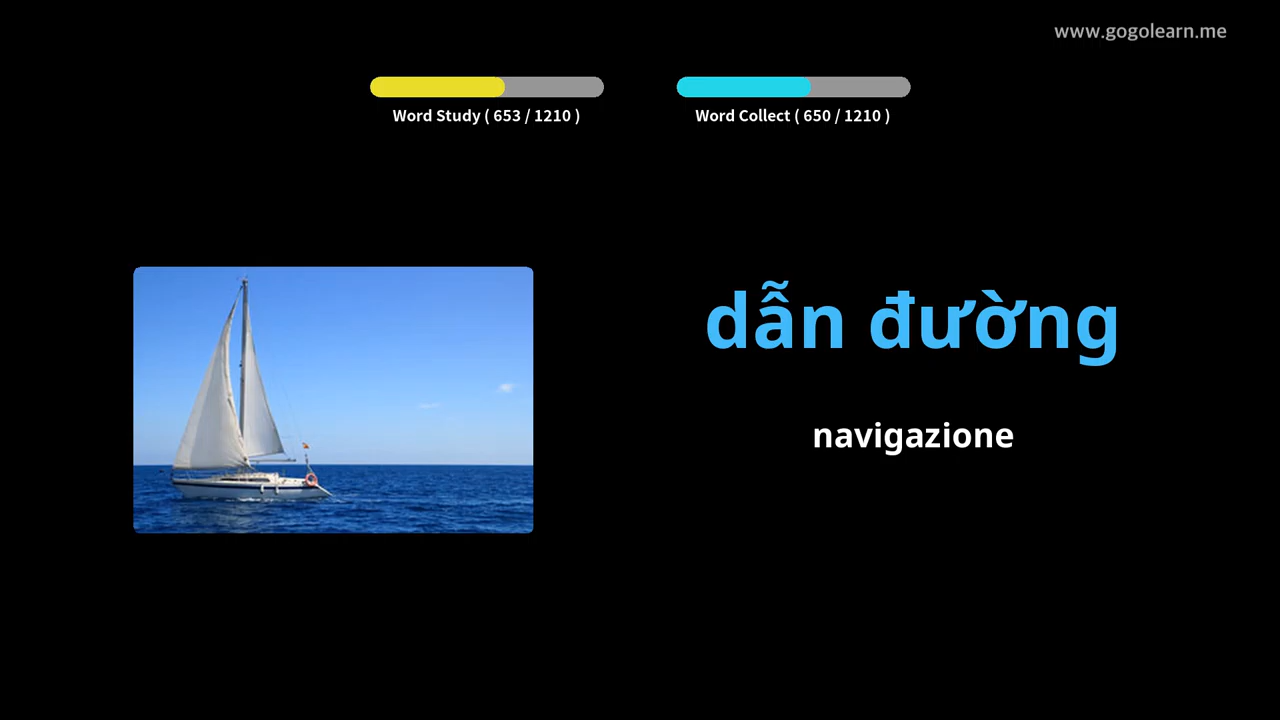 www.gogolearn.me
Word Study ( 653 / 1210 )
Word Collect ( 650 / 1210 )
dẫn đường
navigazione